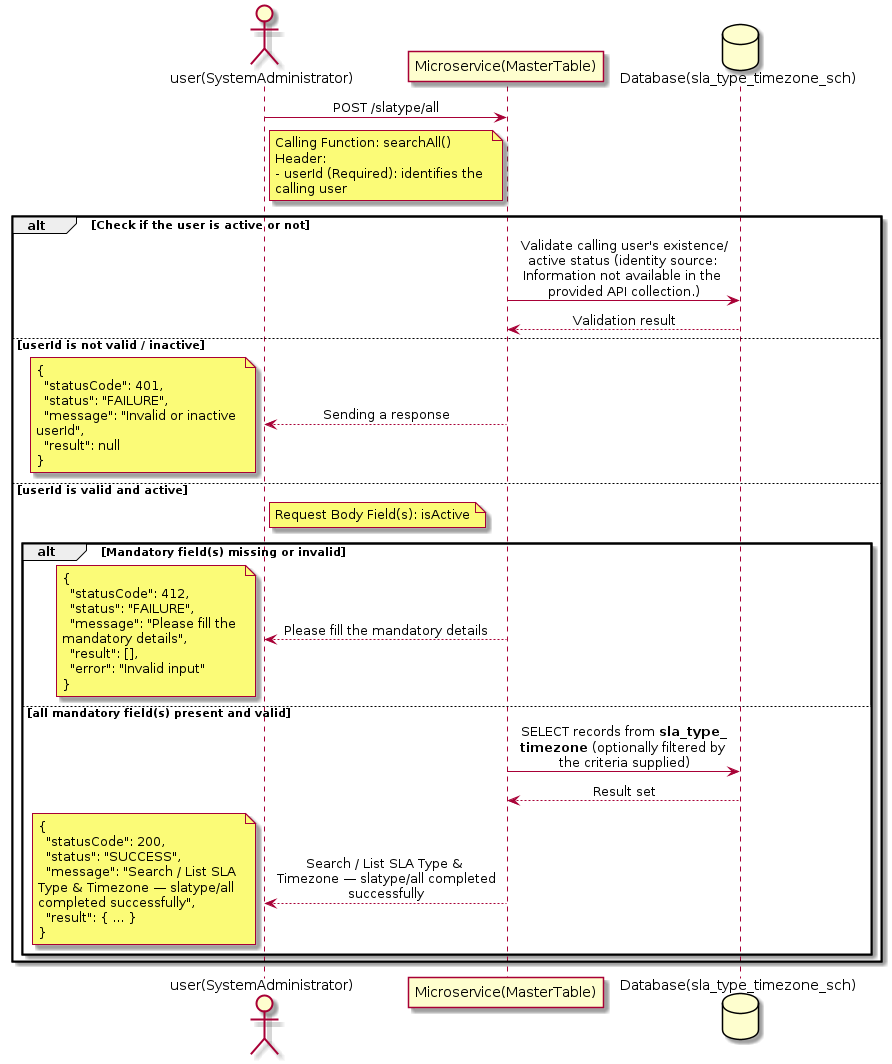 user(SystemAdministrator)
Microservice(MasterTable)
Database(sla_type_timezone_sch)
POST /slatype/all
Calling Function: searchAll()
Header:
- userId (Required): identifies the
calling user
alt
[Check if the user is active or not]
Validate calling user's existence/
active status (identity source:
Information not available in the
provided API collection.)
Validation result
[userId is not valid / inactive]
{
"statusCode": 401,
"status": "FAILURE",
"message": "Invalid or inactive
userId",
"result": null
}
Sending a response
[userId is valid and active]
Request Body Field(s): isActive
alt
[Mandatory field(s) missing or invalid]
{
"statusCode": 412,
"status": "FAILURE",
"message": "Please fill the
mandatory details",
"result": [],
"error": "Invalid input"
}
Please fill the mandatory details
[all mandatory field(s) present and valid]
SELECT records from sla_type_
timezone (optionally filtered by
the criteria supplied)
Result set
{
"statusCode": 200,
"status": "SUCCESS",
"message": "Search / List SLA
Type & Timezone — slatype/all
completed successfully",
"result": { ... }
}
Search / List SLA Type &
Timezone — slatype/all completed
successfully
user(SystemAdministrator)
Microservice(MasterTable)
Database(sla_type_timezone_sch)